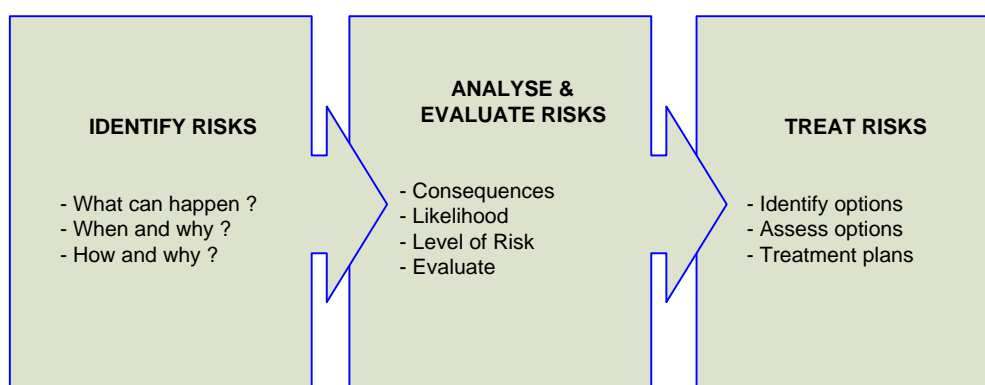 IDENTIFY RISKS
- What can happen ?
- When and why ?
- How and why ?
ANALYSE &
EVALUATE RISKS
- Consequences
- Likelihood
- Level of Risk
- Evaluate
TREAT RISKS
- Identify options
- Assess options
- Treatment plans